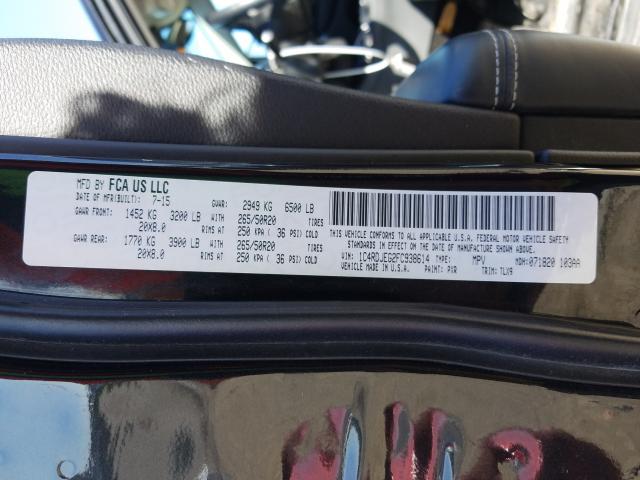 MFD BY FCA US LLC
DATE OF MFR(BUILT): 7-15 GVWR: 2949 KG 6500 LB
GAWR FRONT: 1452 KG 3200 LB WITH 265/50R20 TIRES
20X8.0 RIMS AT 250 KPA ( 36 PSI) COLD
GAWR REAR: 1770 KG 3900 LB WITH 265/50R20 TIRES
20X8.0 RIMS AT 250 KPA ( 36 PSI) COLD
THIS VEHICLE CONFORMS TO ALL APPLICABLE U.S.A. FEDERAL MOTOR VEHICLE SAFETY
STANDARDS IN EFFECT ON THE DATE OF MANUFACTURE SHOWN ABOVE.
VIN: 1C4RDJEG2FC938614 TYPE: MPV MDH:071820 103AA
VEHICLE MADE IN U.S.A. PAINT: PXR TRIM: TLX9